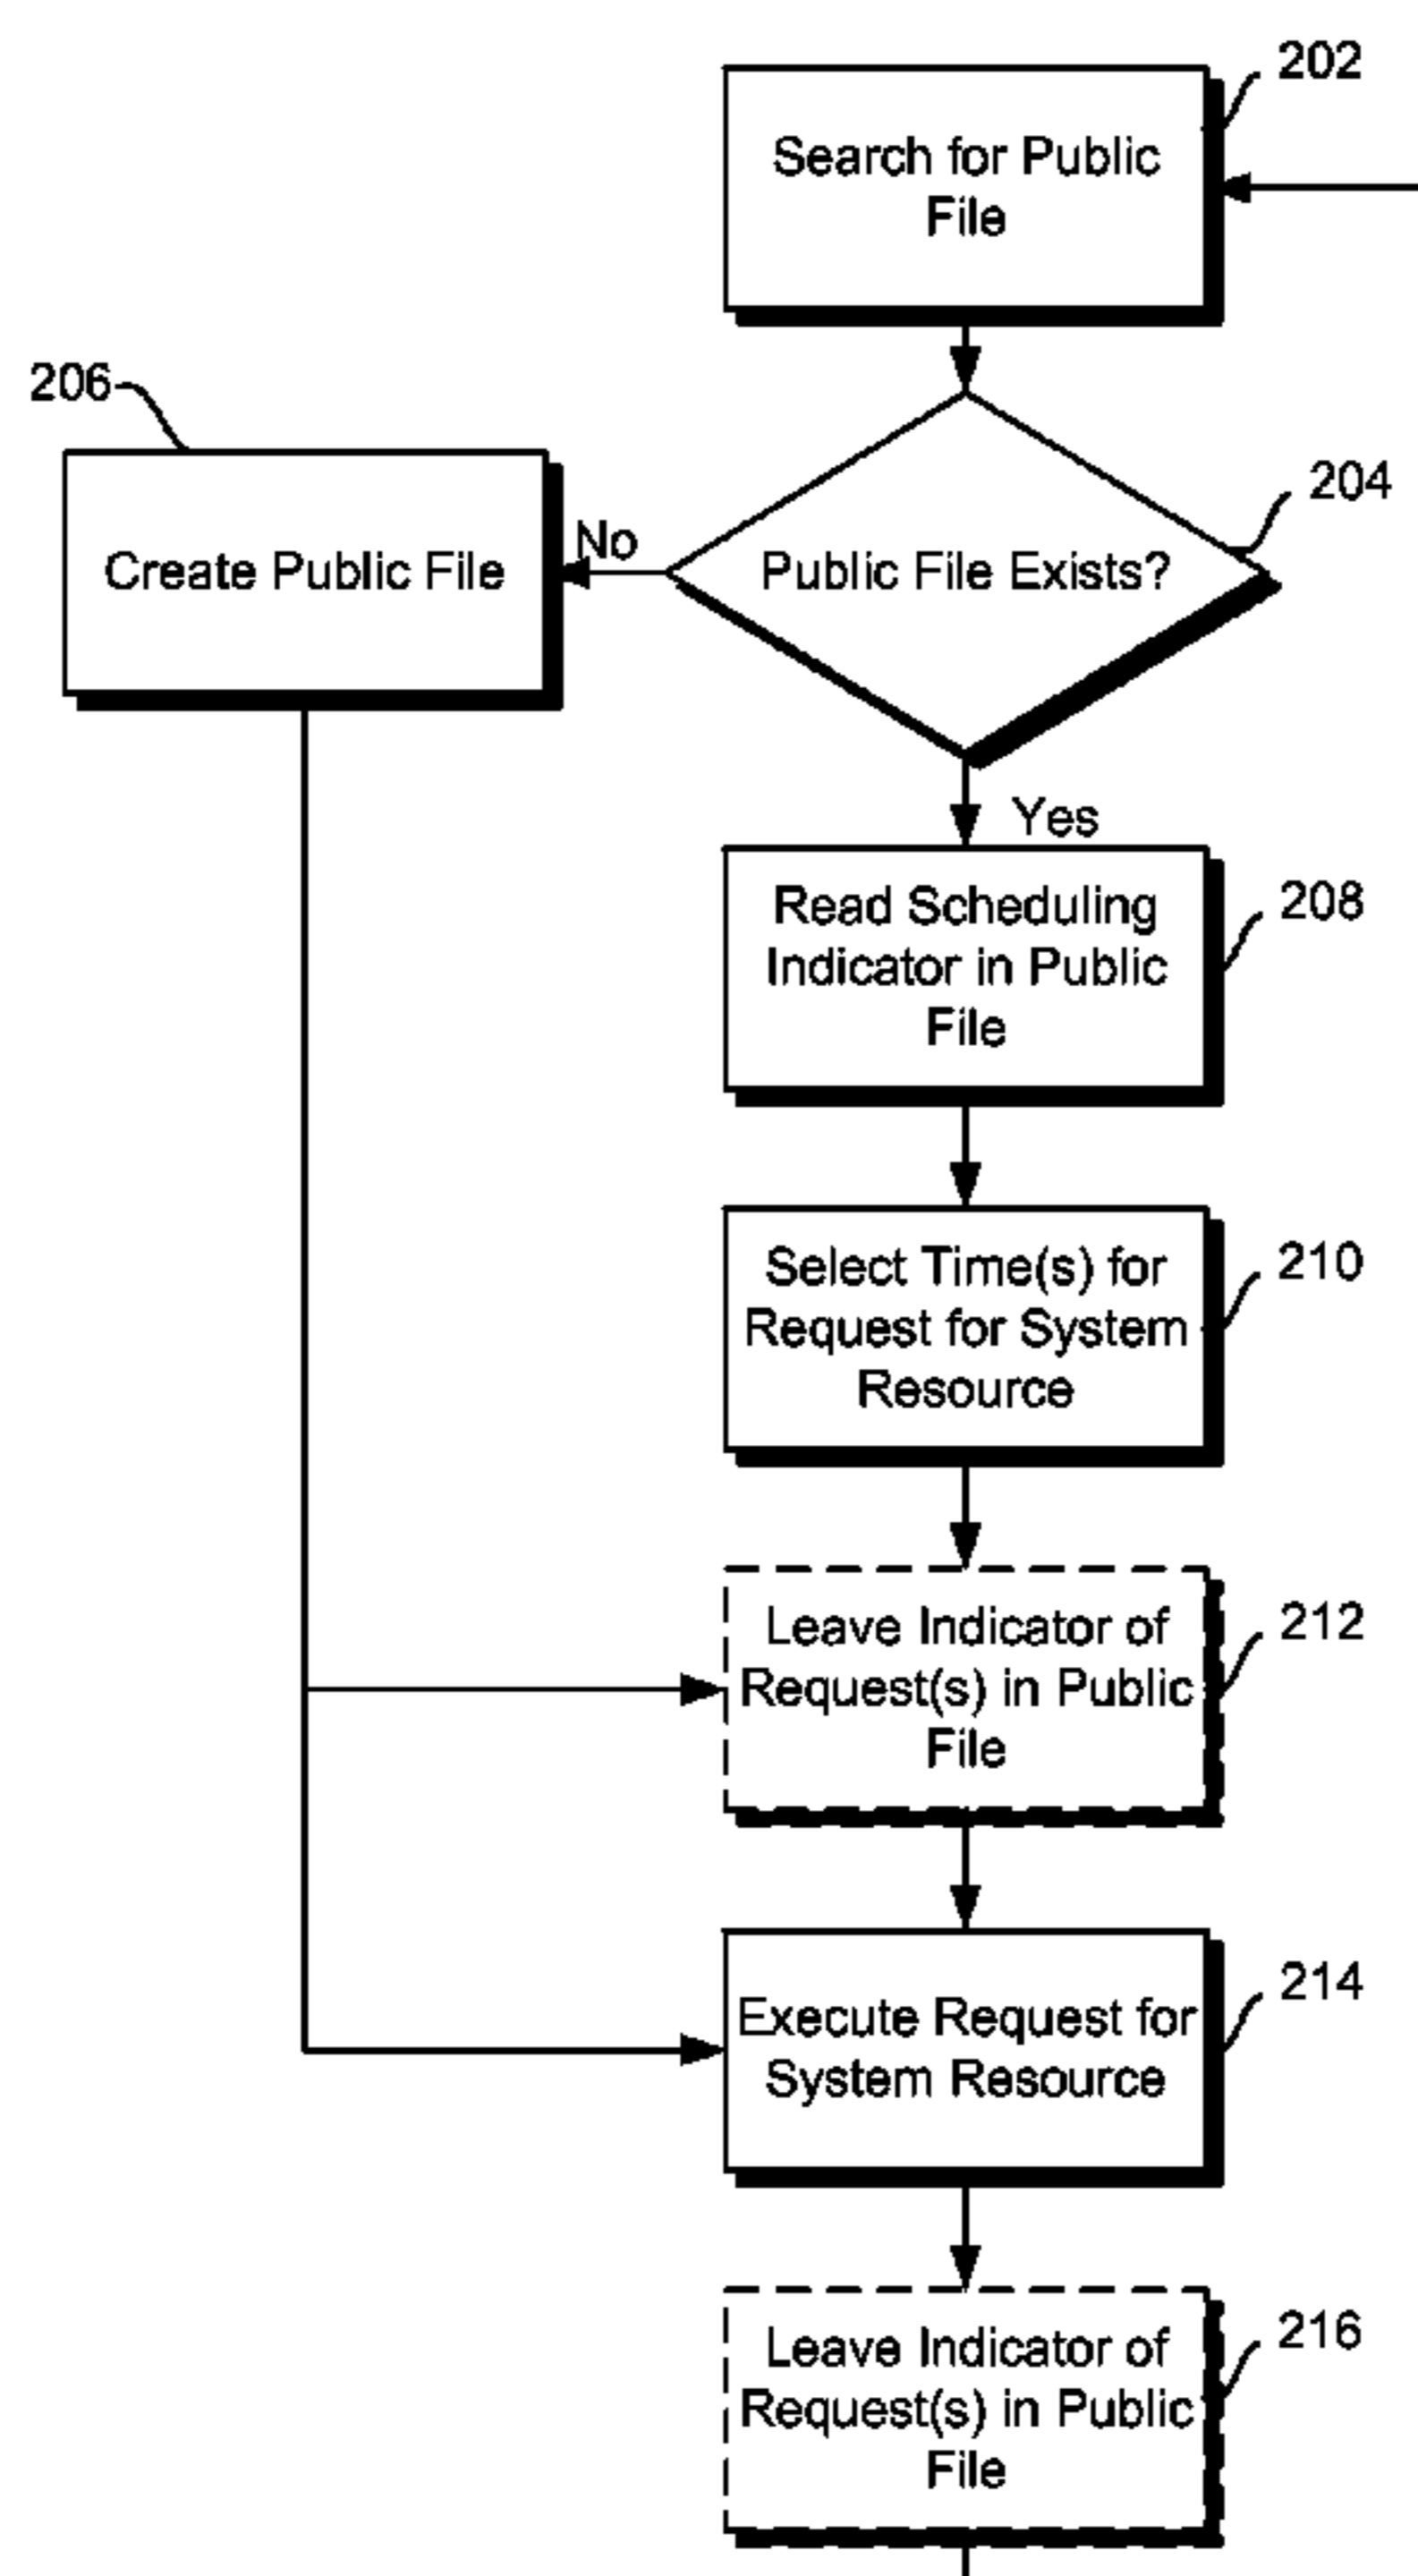 202
Search for Public
File
206
204
No
Create Public File
Public File Exists?
Yes
Read Scheduling
Indicator in Public
File
208
Select Time(s) for
Request for System
Resource
210
Leave Indicator of
Request(s) in Public
File
212
Execute Request for
System Resource
214
Leave Indicator of
Request(s) in Public
File
216